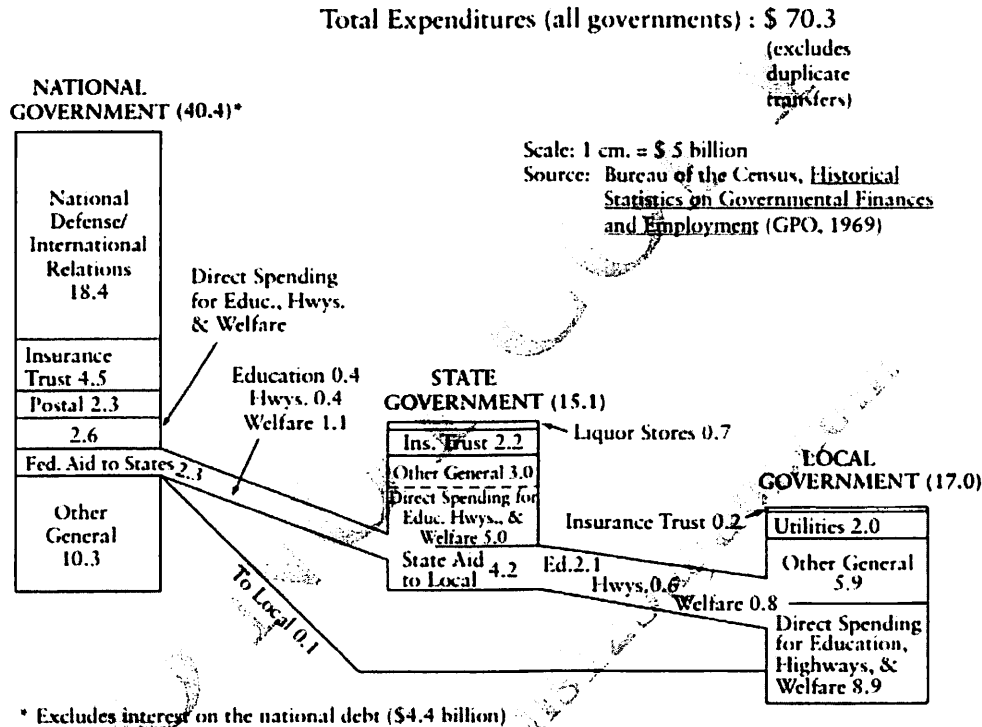 Total Expenditures (all governments) : $ 70.3
(excludes
duplicate
transfers)
NATIONAL
GOVERNMENT (40.4)*
Scale: 1 cm. = $ 5 billion
Source: Bureau of the Census, Historical
Statistics on Governmental Finances
and Employment (GPO, 1969)
National
Defense/
International
Relations
18.4
Insurance
Trust 4.5
Postal 2.3
2.6
Fed. Aid to States 2.3
Other
General
10.3
Direct Spending
for Educ., Hwys.
& Welfare
Education 0.4
Hwys. 0.4
Welfare 1.1
To Local 0.1
STATE
GOVERNMENT (15.1)
Liquor Stores 0.7
Ins. Trust 2.2
Other General 3.0
Direct Spending for
Educ. Hwys., &
Welfare 5.0
State Aid
to Local 4.2
Ed.2.1
Hwys.0.6
Welfare 0.8
LOCAL
GOVERNMENT (17.0)
Insurance Trust 0.2
Utilities 2.0
Other General
5.9
Direct Spending
for Education,
Highways, &
Welfare 8.9
* Excludes interest on the national debt ($4.4 billion)